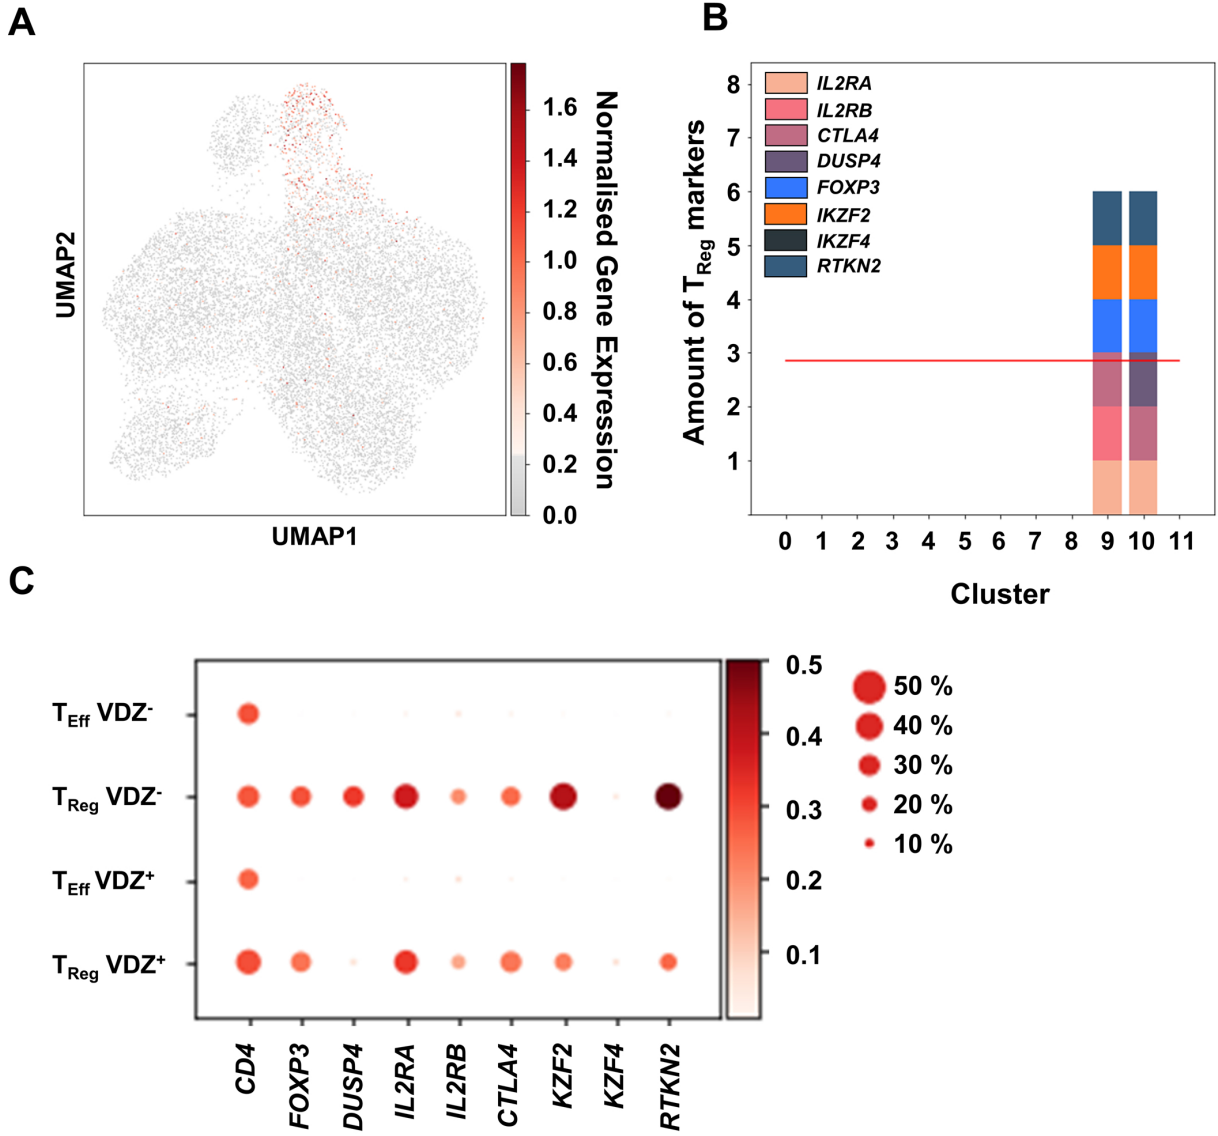 A
B
UMAP2
UMAP1
1.6
1.4
1.2
1.0
0.8
0.6
0.4
0.2
0.0
Normalised Gene Expression
Amount of TReg markers
8
7
6
5
4
3
2
1
IL2RA
IL2RB
CTLA4
DUSP4
FOXP3
IKZF2
IKZF4
RTKN2
0 1 2 3 4 5 6 7 8 9 10 11
Cluster
C
TEff VDZ-
TReg VDZ-
TEff VDZ+
TReg VDZ+
CD4 FOXP3 DUSP4 IL2RA IL2RB CTLA4 KZF2 KZF4 RTKN2
0.5
0.4
0.3
0.2
0.1
50 %
40 %
30 %
20 %
10 %